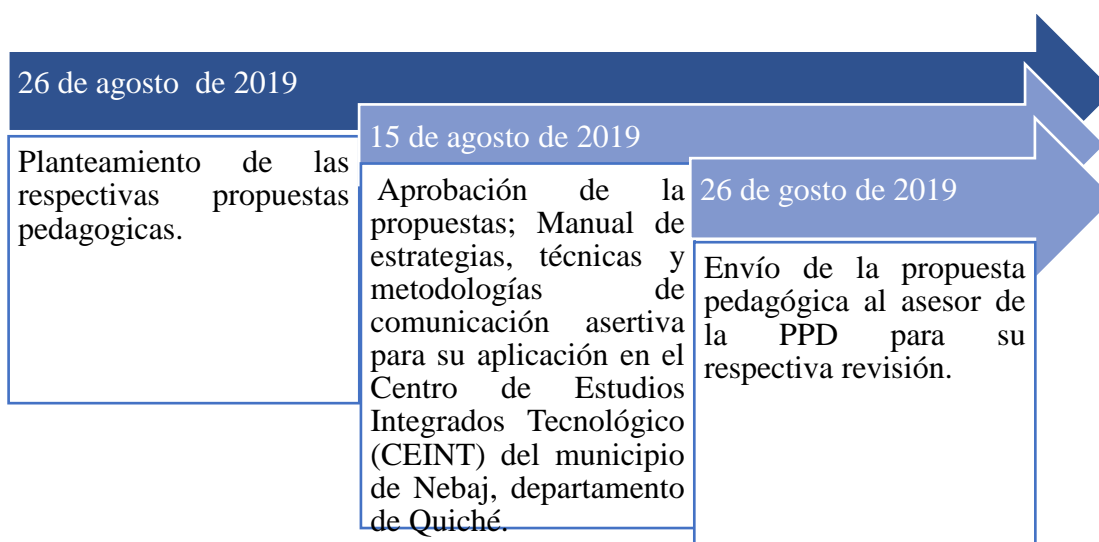 26 de agosto  de 2019
Planteamiento de las
respectivas propuestas
pedagogicas.
15 de agosto de 2019
Aprobación de la
propuestas; Manual de
estrategias, técnicas y
metodologías de
comunicación asertiva
para su aplicación en el
Centro de Estudios
Integrados Tecnológico
(CEINT) del municipio
de Nebaj, departamento
de Quiché.
26 de gosto de 2019
Envío de la propuesta
pedagógica al asesor de
la PPD para su
respectiva revisión.